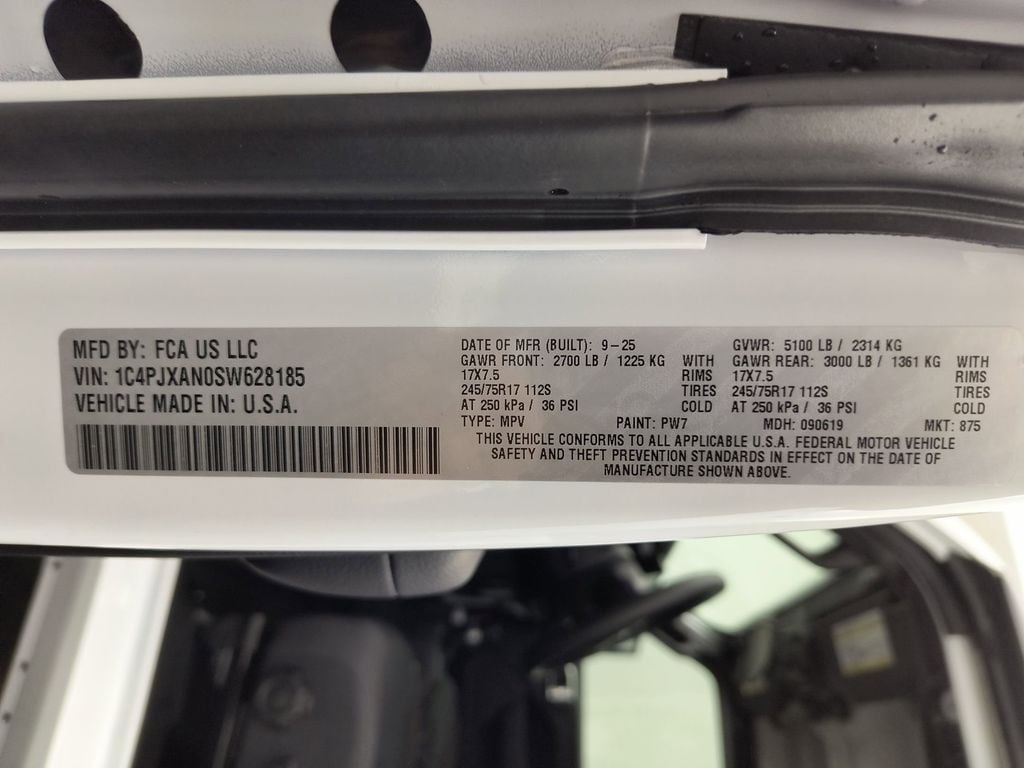 MFD BY: FCA US LLC
VIN: 1C4PJXAN0SW628185
VEHICLE MADE IN: U.S.A.
DATE OF MFR (BUILT): 9-25 GVWR: 5100 LB / 2314 KG
GAWR FRONT: 2700 LB / 1225 KG WITH GAWR REAR: 3000 LB / 1361 KG WITH
17X7.5 RIMS 17X7.5 RIMS
245/75R17 112S TIRES 245/75R17 112S TIRES
AT 250 kPa / 36 PSI COLD AT 250 kPa / 36 PSI COLD
TYPE: MPV PAINT: PW7 MDH: 090619 MKT: 875
THIS VEHICLE CONFORMS TO ALL APPLICABLE U.S.A. FEDERAL MOTOR VEHICLE
SAFETY AND THEFT PREVENTION STANDARDS IN EFFECT ON THE DATE OF
MANUFACTURE SHOWN ABOVE.